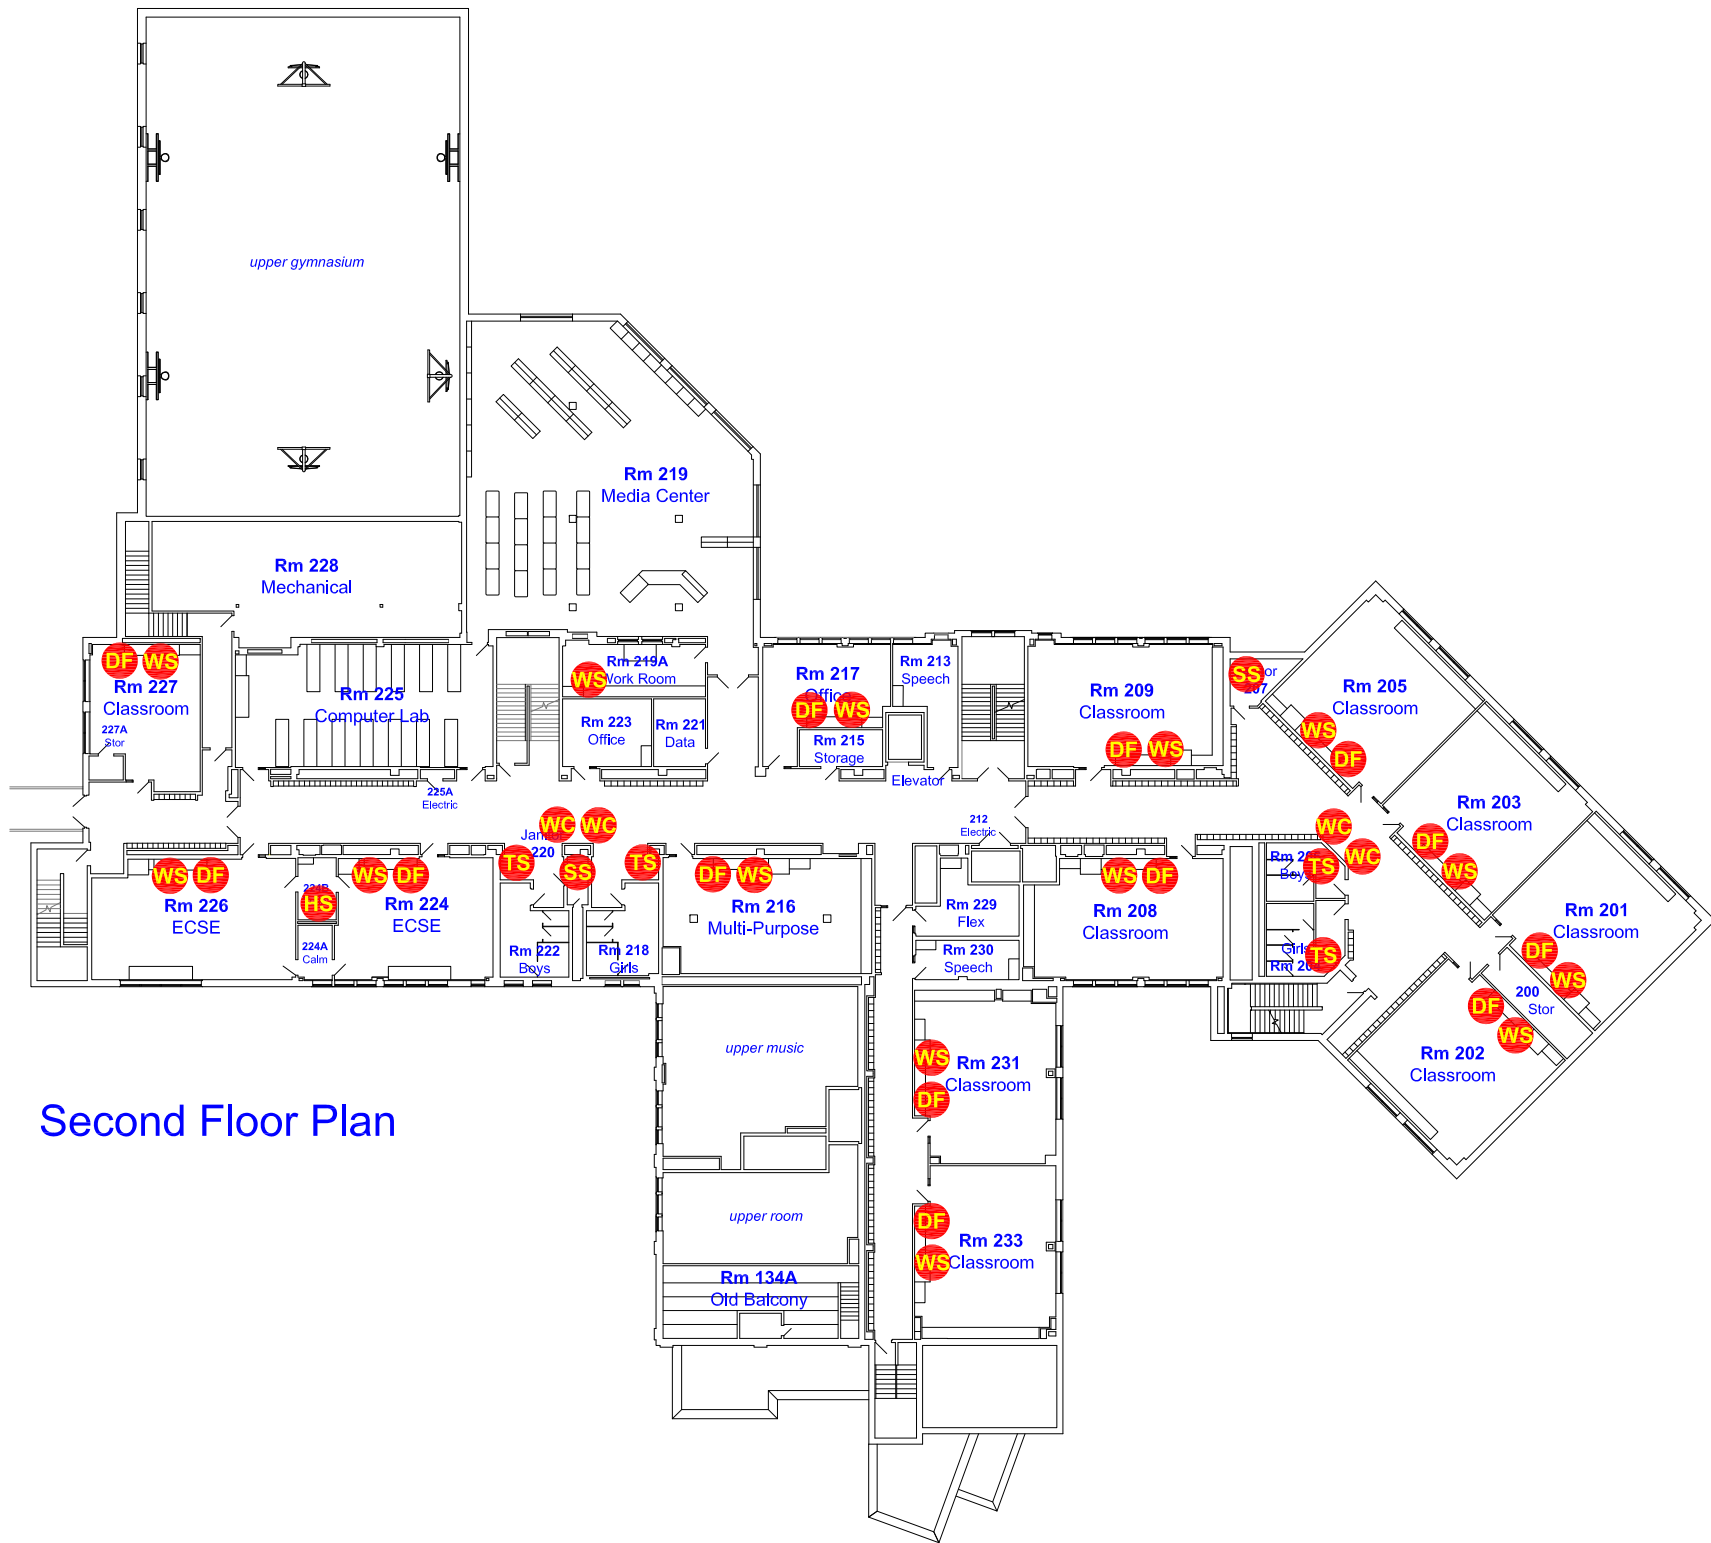 upper gymnasium
Rm 219
Media Center
Rm 228
Mechanical
DF WS
Rm 227
Classroom
227A
Stor
Rm 225
Computer Lab
225A
Electric
Rm 219A
Work Room
WS
Rm 223
Office
Rm 221
Data
Rm 217
Office
DF WS
Rm 215
Storage
Rm 213
Speech
Elevator
Rm 209
Classroom
DF WS
SS
Rm 205
Classroom
WS
DF
Rm 203
Classroom
DF
WS
212
Electric
WC WC
220
TS SS TS
WC
WC
TS
TS
WS DF
Rm 226
ECSE
HS
224A
Calm
WS DF
Rm 224
ECSE
Rm 222
Boys
Rm 218
Girls
DF WS
Rm 216
Multi-Purpose
Rm 229
Flex
Rm 230
Speech
WS DF
Rm 208
Classroom
Girls
Rm 201
Classroom
DF
WS
200
Stor
DF
WS
Rm 202
Classroom
upper music
WS
Rm 231
Classroom
DF
Second Floor Plan
upper room
DF
Rm 233
WS Classroom
Rm 134A
Old Balcony